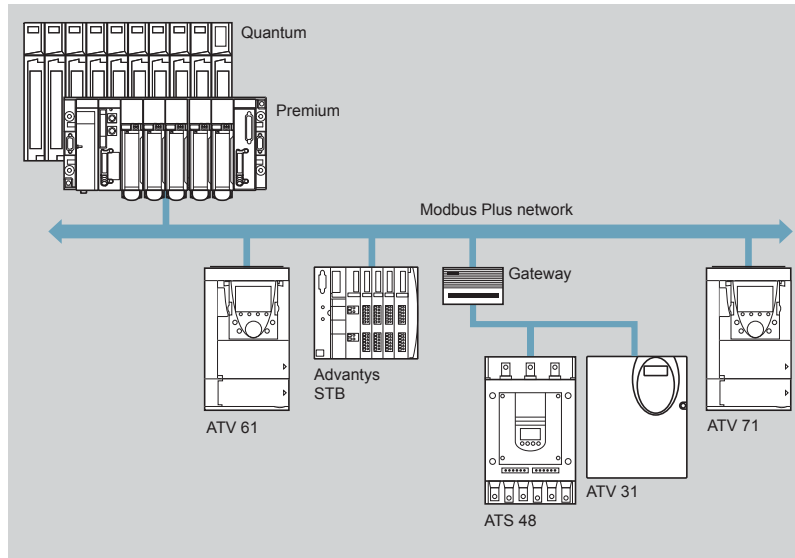 Quantum
Premium
Modbus Plus network
Gateway
Advantys
STB
ATV 61
ATV 71
ATV 31
ATS 48